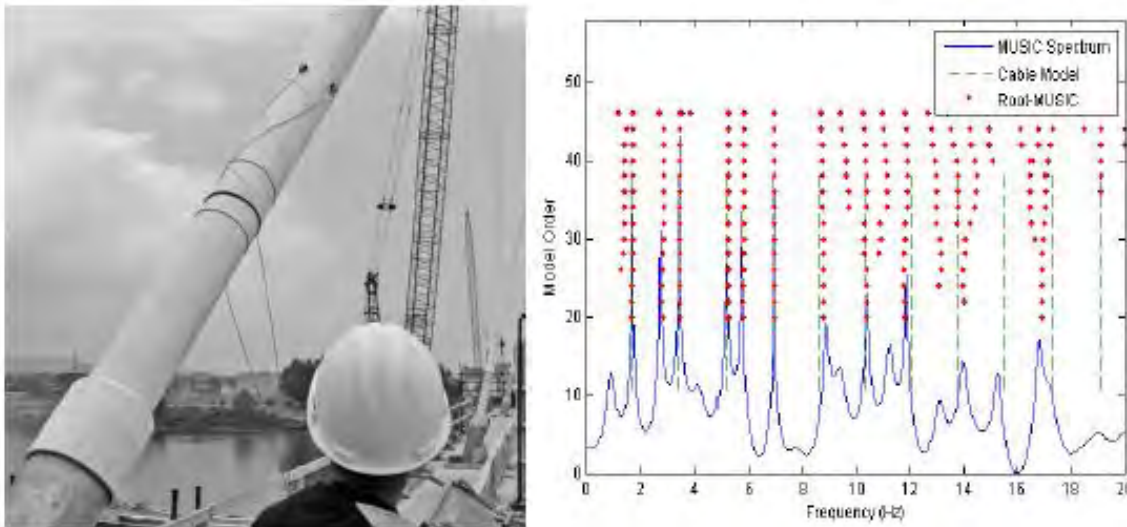 MUSIC Spectrum
Cable Model
Root-MUSIC
50
40
30
20
10
0
Model Order
0 2 4 6 8 10 12 14 16 18 20
Frequency (Hz)